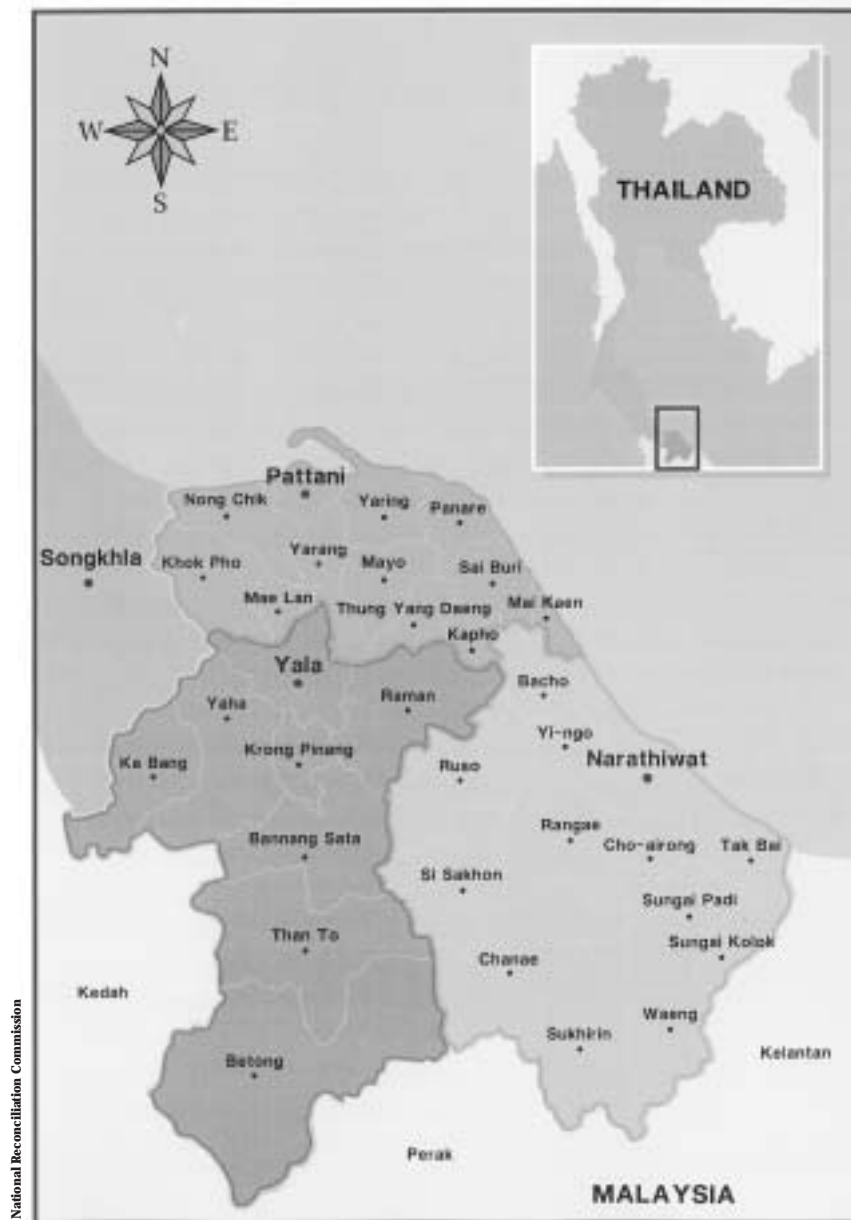 N
W E
S
THAILAND
Pattani
Nong Chik
Yaring
Panare
Songkhla
Khok Pho
Yarang
Mayo
Sai Buri
Mae Lan
Thung Yang Daeng
Mai Kaen
Kapho
Yala
Yaha
Raman
Bacho
Yi-ngo
Ka Bang
Krong Pinang
Ruso
Narathiwat
Rangae
Bannang Sata
Cho-airong
Tak Bai
Si Sakhon
Sungai Padi
Than To
Sungai Kolok
Chanae
Kedah
Waeng
Sukhirin
Betong
Kelantan
Perak
MALAYSIA
National Reconciliation Commission